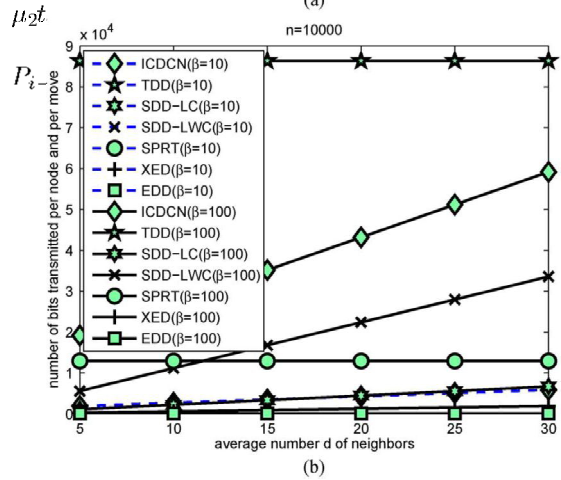 (a)
μ₂t
n=10000
x 10⁴
P_{i-}
9
8
7
6
5
4
3
2
1
0
number of bits transmitted per node and per move
ICDCN(β=10)
TDD(β=10)
SDD-LC(β=10)
SDD-LWC(β=10)
SPRT(β=10)
XED(β=10)
EDD(β=10)
ICDCN(β=100)
TDD(β=100)
SDD-LC(β=100)
SDD-LWC(β=100)
SPRT(β=100)
XED(β=100)
EDD(β=100)
5 10 15 20 25 30
average number d of neighbors
(b)